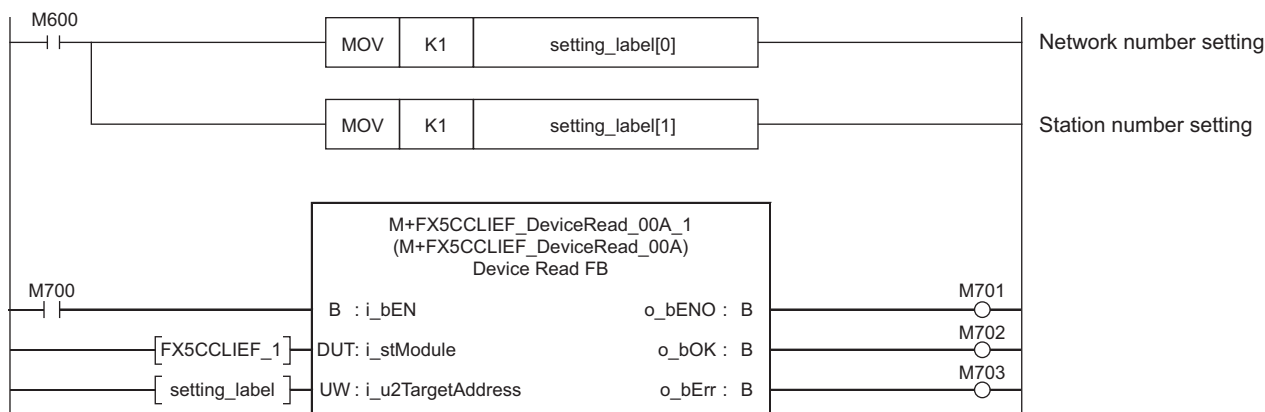 M600
MOV K1 setting_label[0] Network number setting
MOV K1 setting_label[1] Station number setting
M+FX5CCLIEF_DeviceRead_00A_1
(M+FX5CCLIEF_DeviceRead_00A)
Device Read FB
M700 M701
B : i_bEN o_bENO : B
M702
FX5CCLIEF_1 DUT: i_stModule o_bOK : B
M703
setting_label UW : i_u2TargetAddress o_bErr : B